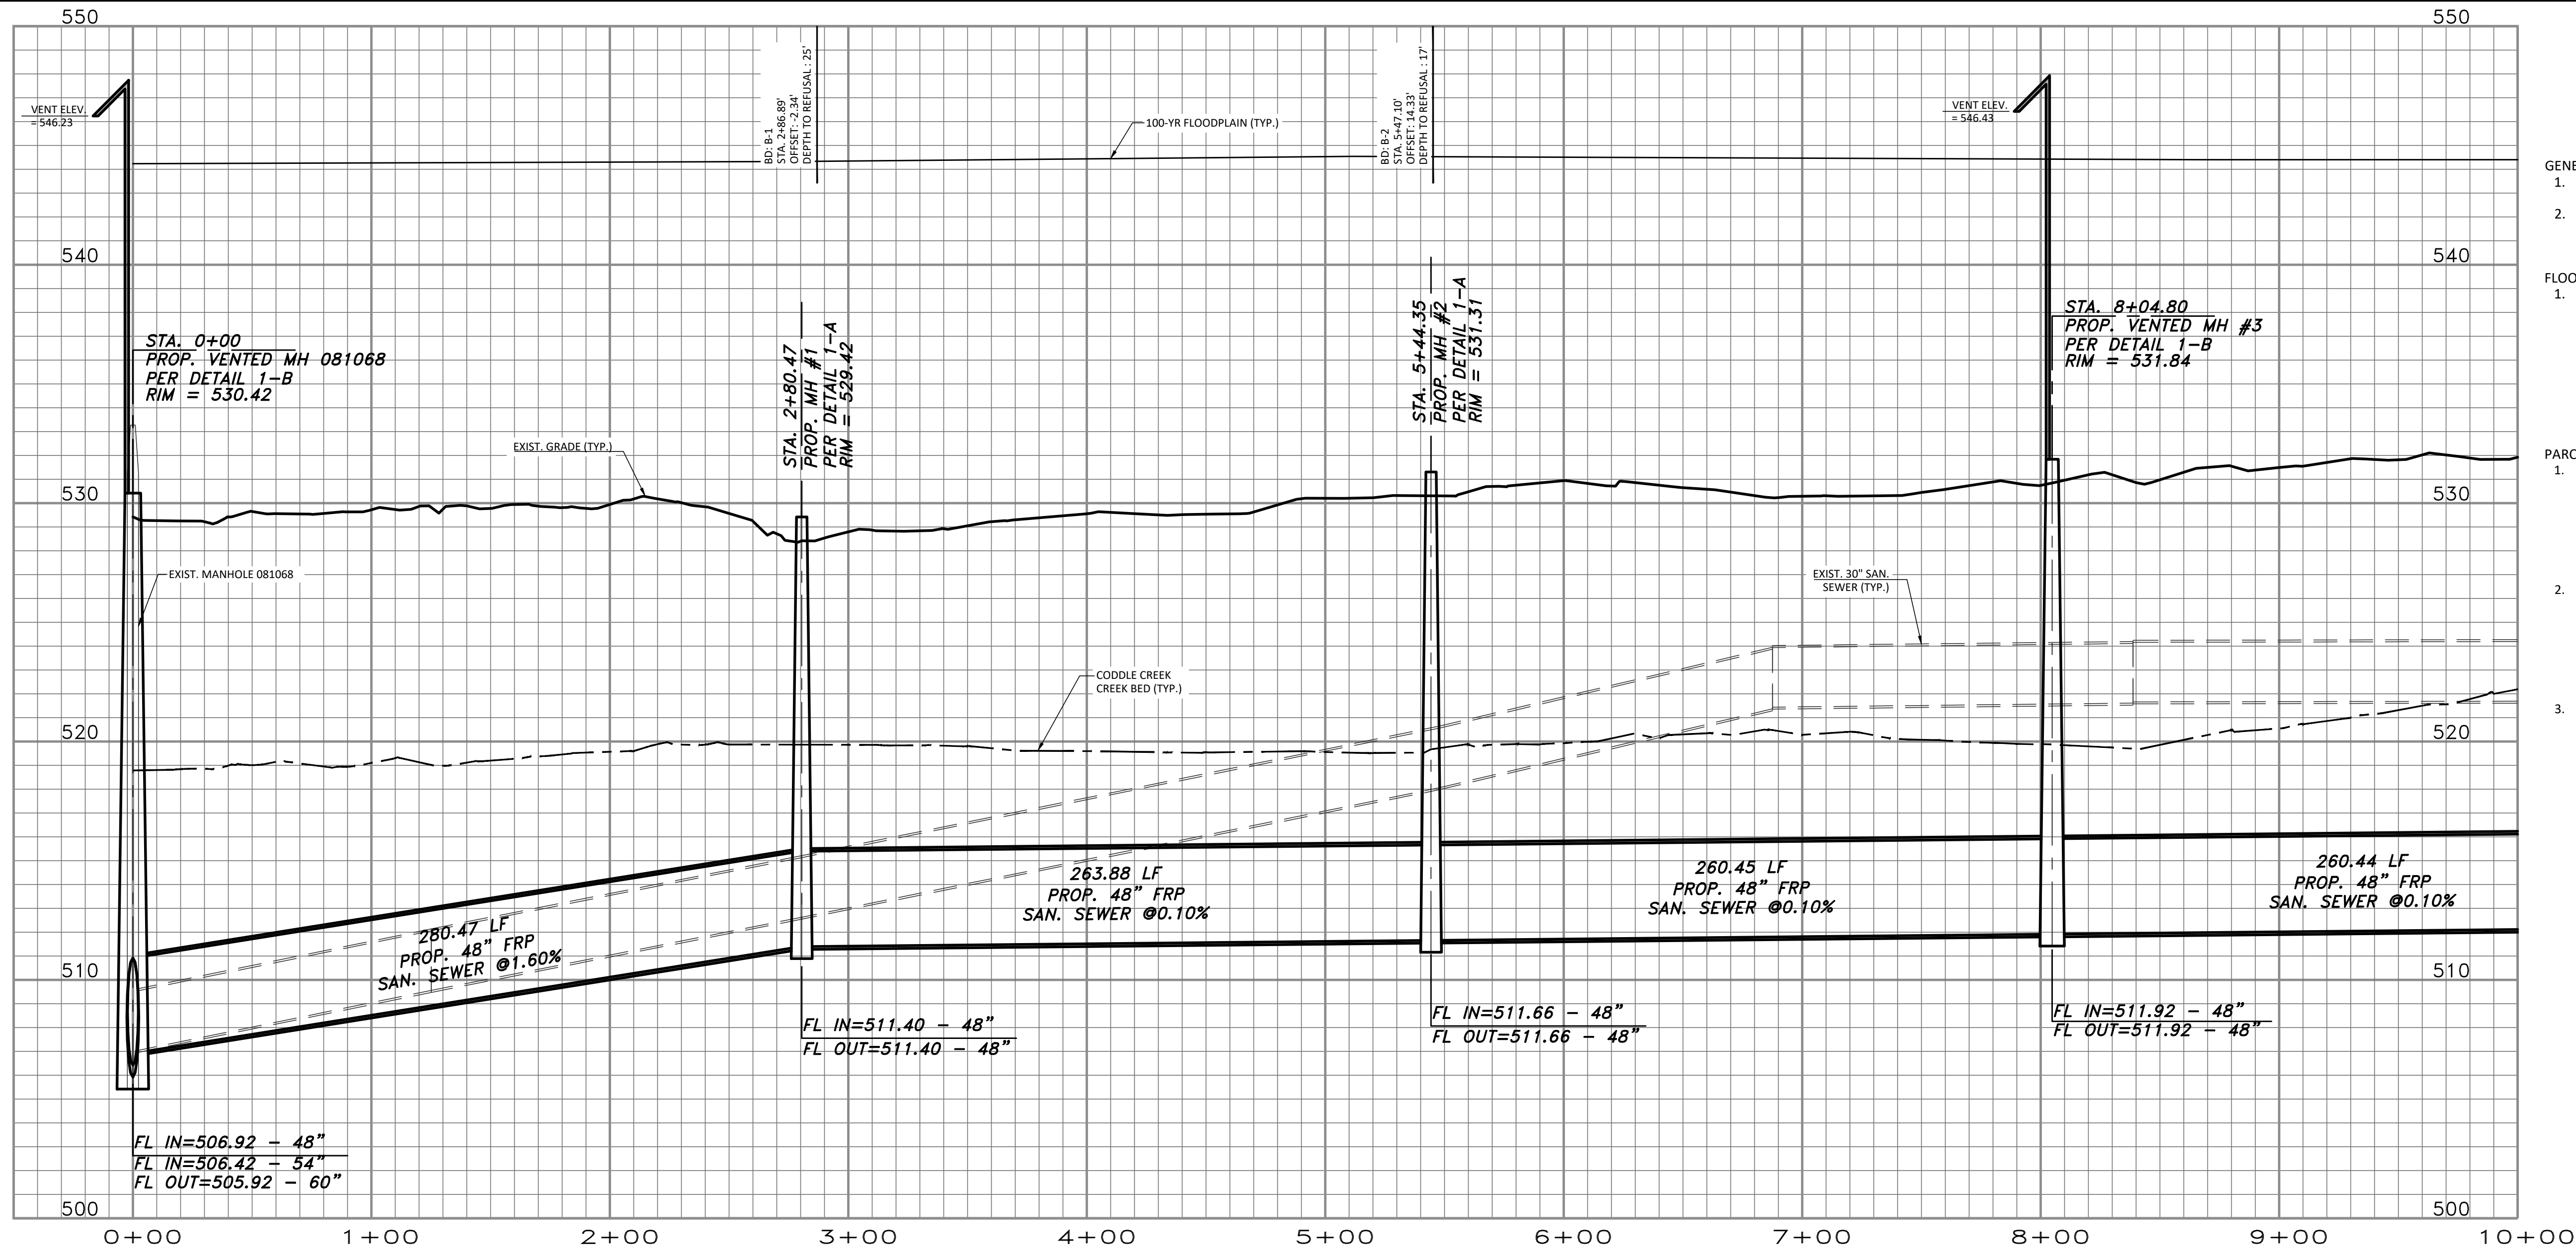 550
550
VENT ELEV.
= 546.23
BD: B-1
STA. 2+86.89'
OFFSET: -2.34'
DEPTH TO REFUSAL : 25'
100-YR FLOODPLAIN (TYP.)
BD: B-2
STA. 5+47.10'
OFFSET: 14.33'
DEPTH TO REFUSAL : 17'
VENT ELEV.
= 546.43
GENE
1.
2.
540
540
FLOO
1.
STA. 0+00
PROP. VENTED MH 081068
PER DETAIL 1-B
RIM = 530.42
STA. 2+80.47
PROP. MH #1
PER DETAIL 1-A
RIM = 529.42
STA. 5+44.35
PROP. MH #2
PER DETAIL 1-A
RIM = 531.31
STA. 8+04.80
PROP. VENTED MH #3
PER DETAIL 1-B
RIM = 531.84
EXIST. GRADE (TYP.)
PARC
1.
530
530
EXIST. MANHOLE 081068
EXIST. 30" SAN.
SEWER (TYP.)
2.
CODDLE CREEK
CREEK BED (TYP.)
3.
520
520
280.47 LF
PROP. 48" FRP
SAN. SEWER @1.60%
263.88 LF
PROP. 48" FRP
SAN. SEWER @0.10%
260.45 LF
PROP. 48" FRP
SAN. SEWER @0.10%
260.44 LF
PROP. 48" FRP
SAN. SEWER @0.10%
510
510
FL IN=511.40 - 48"
FL OUT=511.40 - 48"
FL IN=511.66 - 48"
FL OUT=511.66 - 48"
FL IN=511.92 - 48"
FL OUT=511.92 - 48"
FL IN=506.92 - 48"
FL IN=506.42 - 54"
FL OUT=505.92 - 60"
500
500
0+00
1+00
2+00
3+00
4+00
5+00
6+00
7+00
8+00
9+00
10+00